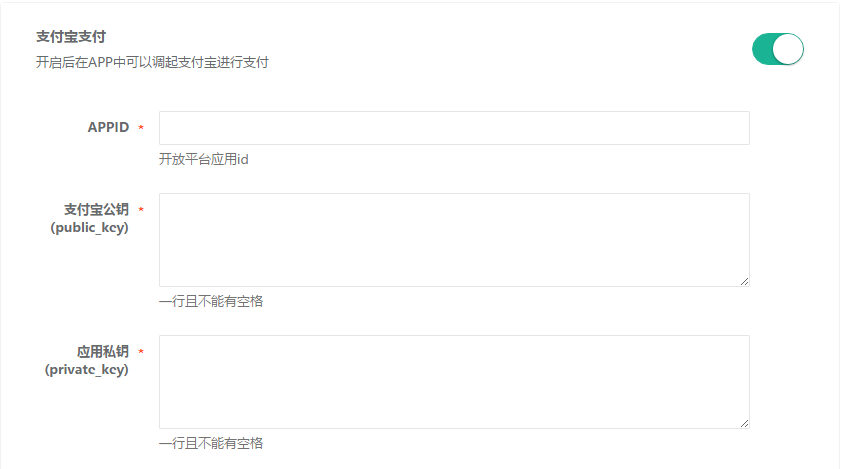 支付宝支付
开启后在APP中可以调起支付宝进行支付
APPID *
开放平台应用id
支付宝公钥 *
(public_key)
一行且不能有空格
应用私钥 *
(private_key)
一行且不能有空格